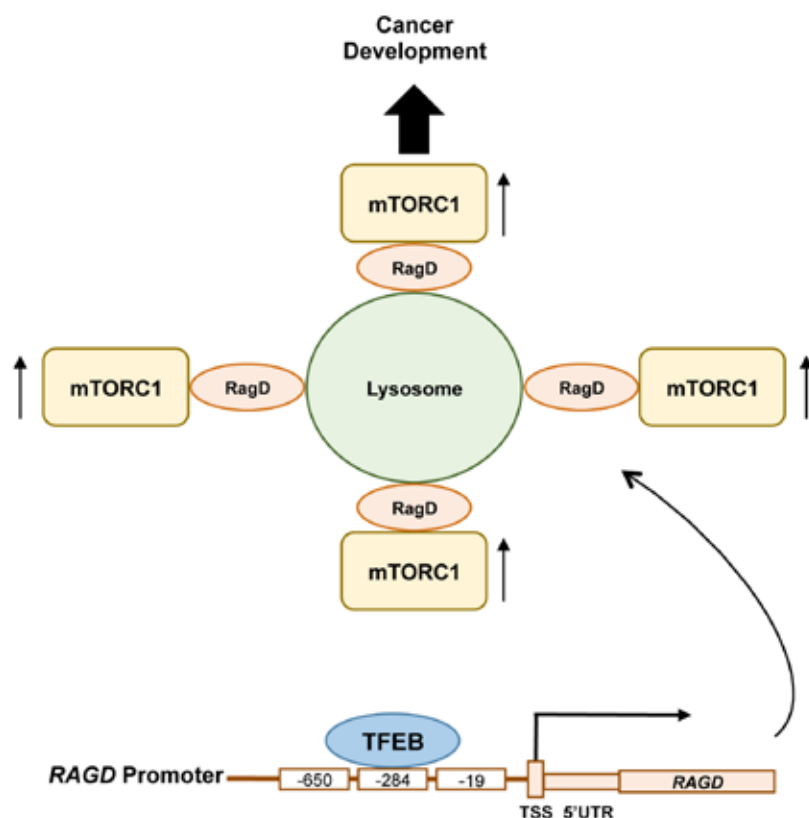 Cancer
Development
mTORC1
RagD
mTORC1
RagD
Lysosome
RagD
mTORC1
RagD
mTORC1
TFEB
RAGD Promoter
-650
-284
-19
RAGD
TSS
5'UTR